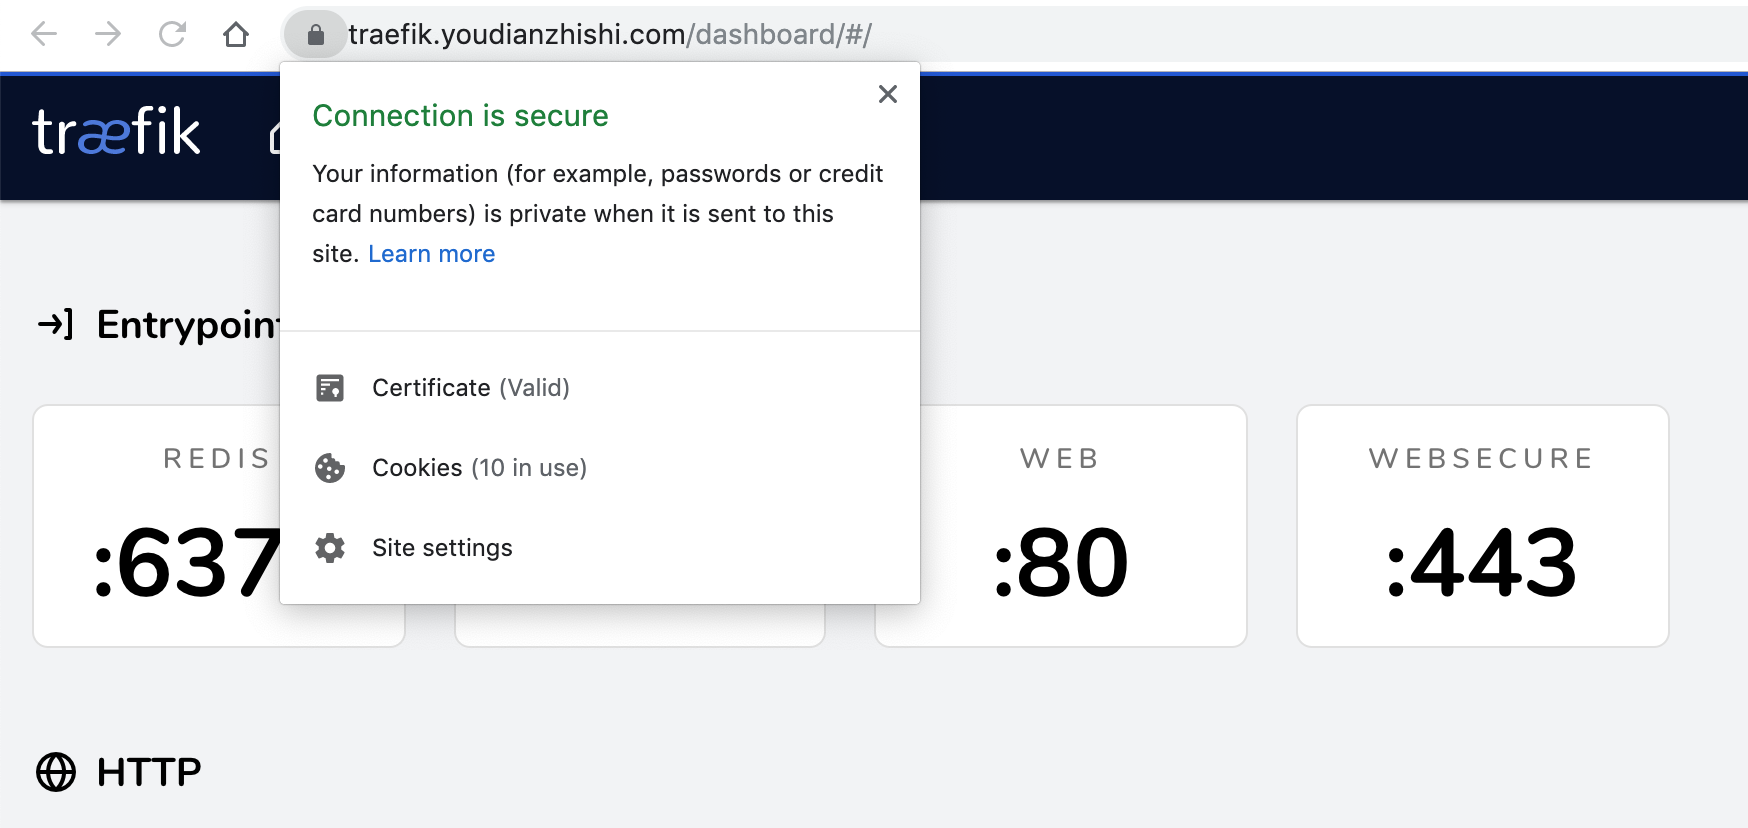 traefik.youdianzhishi.com/dashboard/#/
træfik
Connection is secure
Your information (for example, passwords or credit
card numbers) is private when it is sent to this
site. Learn more
Certificate (Valid)
Cookies (10 in use)
Site settings
Entrypoin
REDIS
:637
WEB
:80
WEBSECURE
:443
HTTP